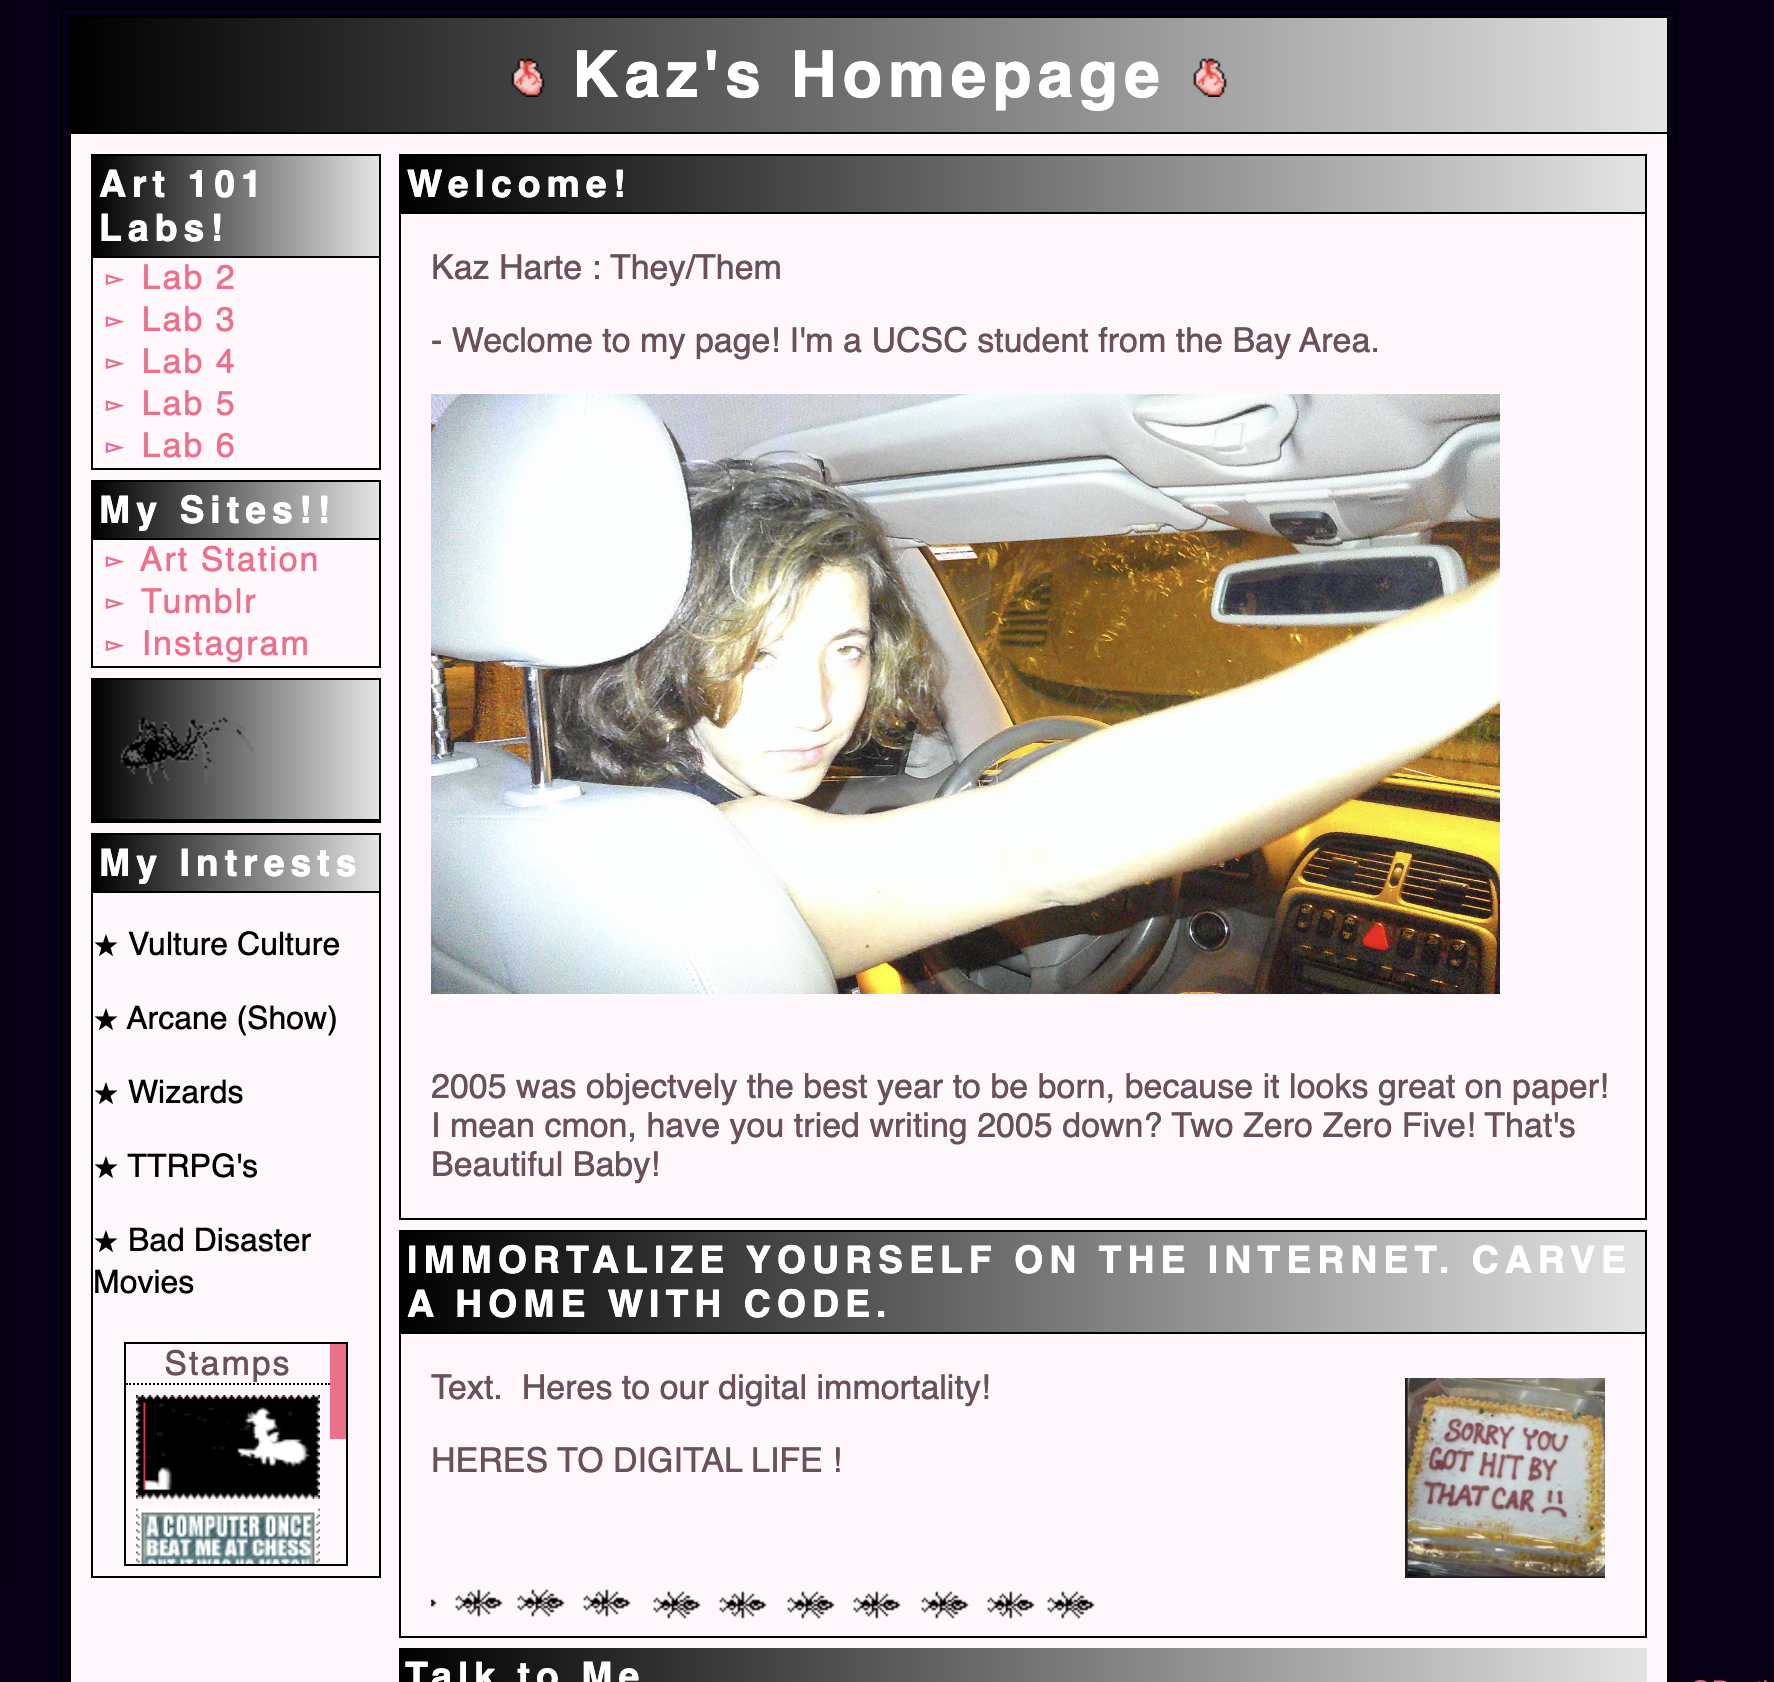 Kaz's Homepage
Art 101
Labs!
▻ Lab 2
▻ Lab 3
▻ Lab 4
▻ Lab 5
▻ Lab 6
My Sites!!
▻ Art Station
▻ Tumblr
▻ Instagram
My Intrests
★ Vulture Culture
★ Arcane (Show)
★ Wizards
★ TTRPG's
★ Bad Disaster
Movies
Stamps
A COMPUTER ONCE
BEAT ME AT CHESS
BUT IT WAS NO MATCH
Welcome!
Kaz Harte : They/Them
- Weclome to my page! I'm a UCSC student from the Bay Area.
2005 was objectvely the best year to be born, because it looks great on paper!
I mean cmon, have you tried writing 2005 down? Two Zero Zero Five! That's
Beautiful Baby!
IMMORTALIZE YOURSELF ON THE INTERNET. CARVE
A HOME WITH CODE.
Text.  Heres to our digital immortality!
HERES TO DIGITAL LIFE !
SORRY YOU
GOT HIT BY
THAT CAR !!
Talk to Me